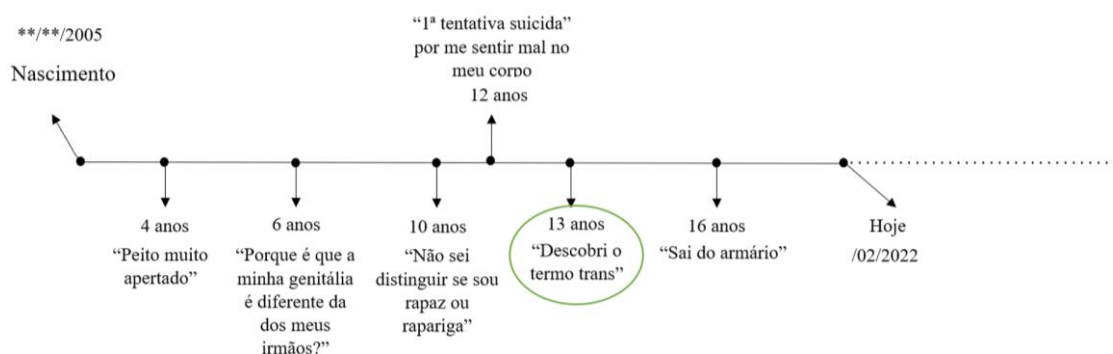 **/**/2005
Nascimento
“1ª tentativa suicida”
por me sentir mal no
meu corpo
12 anos
4 anos
“Peito muito
apertado”
6 anos
“Porque é que a
minha genitália
é diferente da
dos meus
irmãos?”
10 anos
“Não sei
distinguir se sou
rapaz ou
rapariga”
13 anos
“Descobri o
termo trans”
16 anos
“Sai do armário”
Hoje
/02/2022